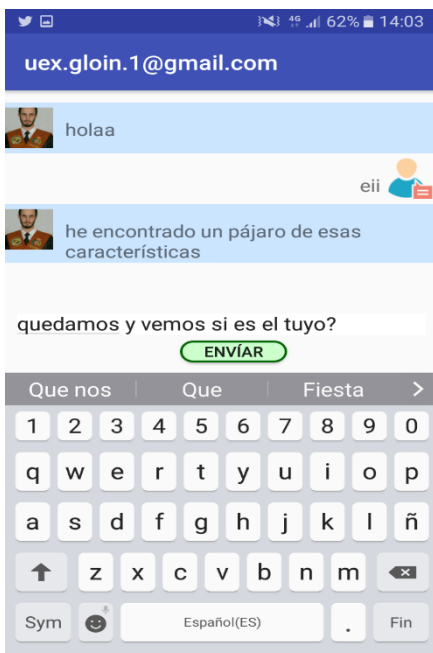 4G 62% 14:03
uex.gloin.1@gmail.com
holaa
eii
he encontrado un pájaro de esas
características
quedamos y vemos si es el tuyo?
ENVÍAR
Que nos Que Fiesta >
1 2 3 4 5 6 7 8 9 0
q w e r t y u i o p
a s d f g h j k l ñ
z x c v b n m
Sym Español(ES) . Fin